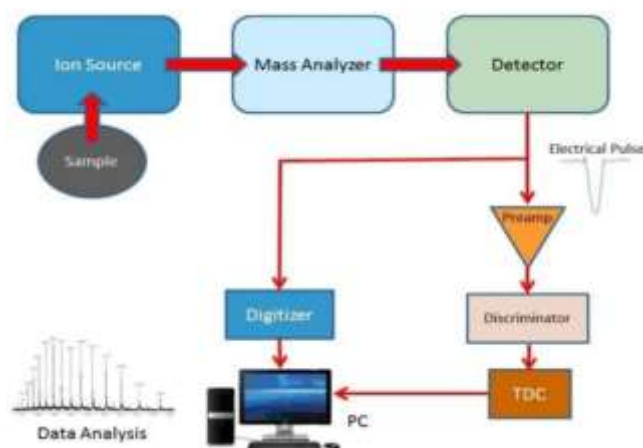 Ion Source
Mass Analyzer
Detector
Sample
Electrical Pulse
Preamp
Digitizer
Discriminator
TDC
PC
Data Analysis